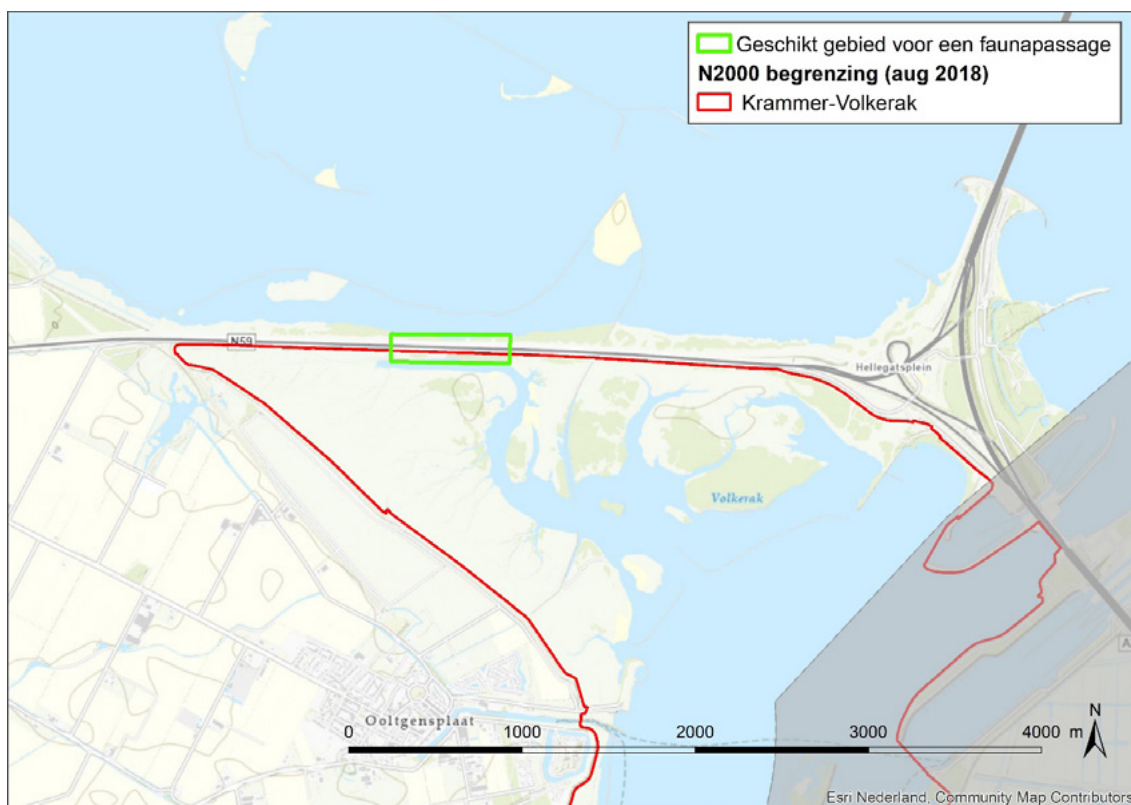 Geschikt gebied voor een faunapassage
N2000 begrenzing (aug 2018)
Krammer-Volkerak
N59
Hellegatsplein
Volkerak
A
Ooltgensplaat
0 1000 2000 3000 4000 m
N
Esri Nederland, Community Map Contributors